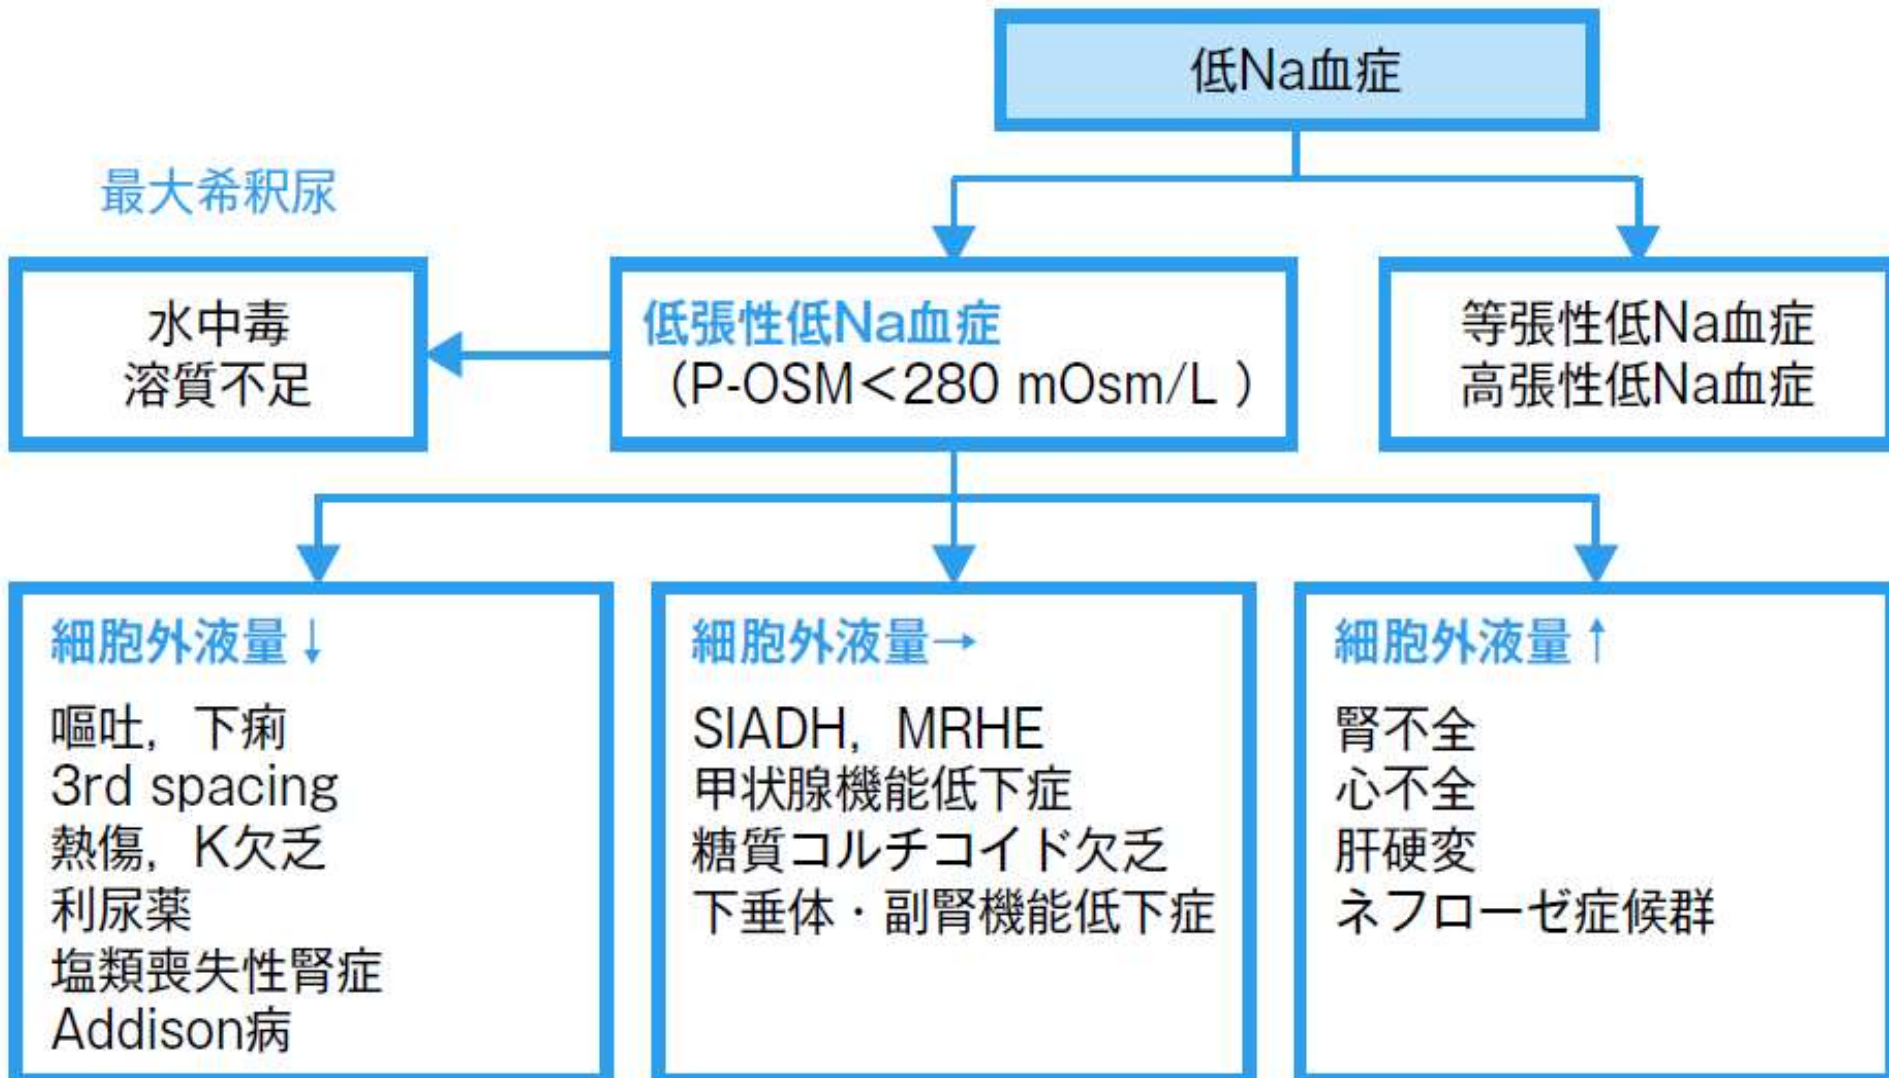 低Na血症
最大希釈尿
水中毒
溶質不足
低張性低Na血症
（P-OSM＜280 mOsm/L ）
等張性低Na血症
高張性低Na血症
細胞外液量↓
嘔吐，下痢
3rd spacing
熱傷，K欠乏
利尿薬
塩類喪失性腎症
Addison病
細胞外液量→
SIADH，MRHE
甲状腺機能低下症
糖質コルチコイド欠乏
下垂体・副腎機能低下症
細胞外液量↑
腎不全
心不全
肝硬変
ネフローゼ症候群